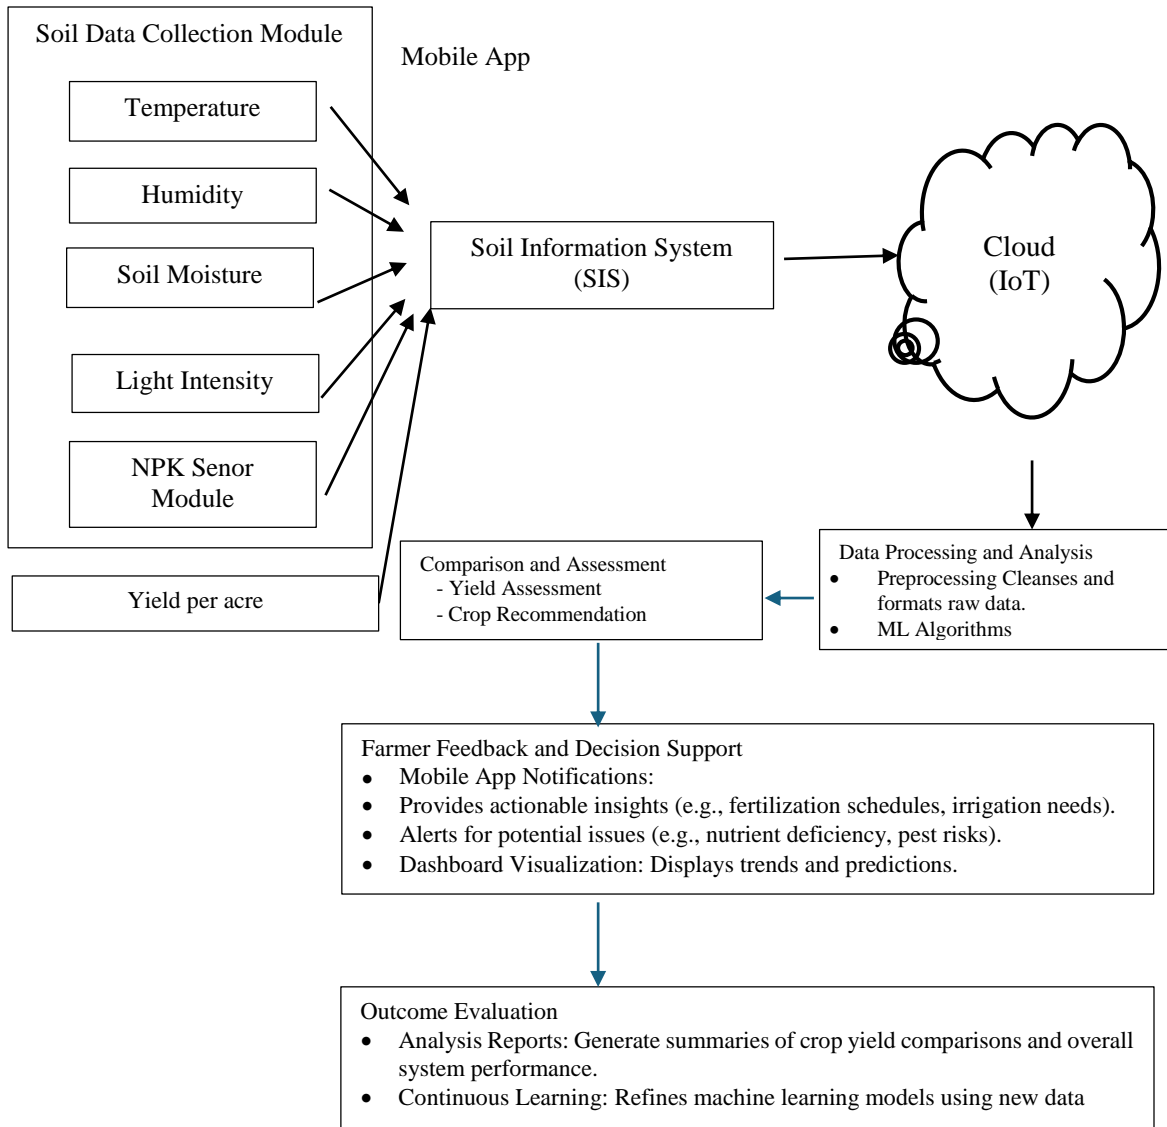 Soil Data Collection Module
Mobile App
Temperature
Humidity
Soil Moisture
Light Intensity
NPK Senor
Module
Yield per acre
Soil Information System
(SIS)
Cloud
(IoT)
Data Processing and Analysis
● Preprocessing Cleanses and
formats raw data.
● ML Algorithms
Comparison and Assessment
- Yield Assessment
- Crop Recommendation
Farmer Feedback and Decision Support
● Mobile App Notifications:
● Provides actionable insights (e.g., fertilization schedules, irrigation needs).
● Alerts for potential issues (e.g., nutrient deficiency, pest risks).
● Dashboard Visualization: Displays trends and predictions.
Outcome Evaluation
● Analysis Reports: Generate summaries of crop yield comparisons and overall
system performance.
● Continuous Learning: Refines machine learning models using new data